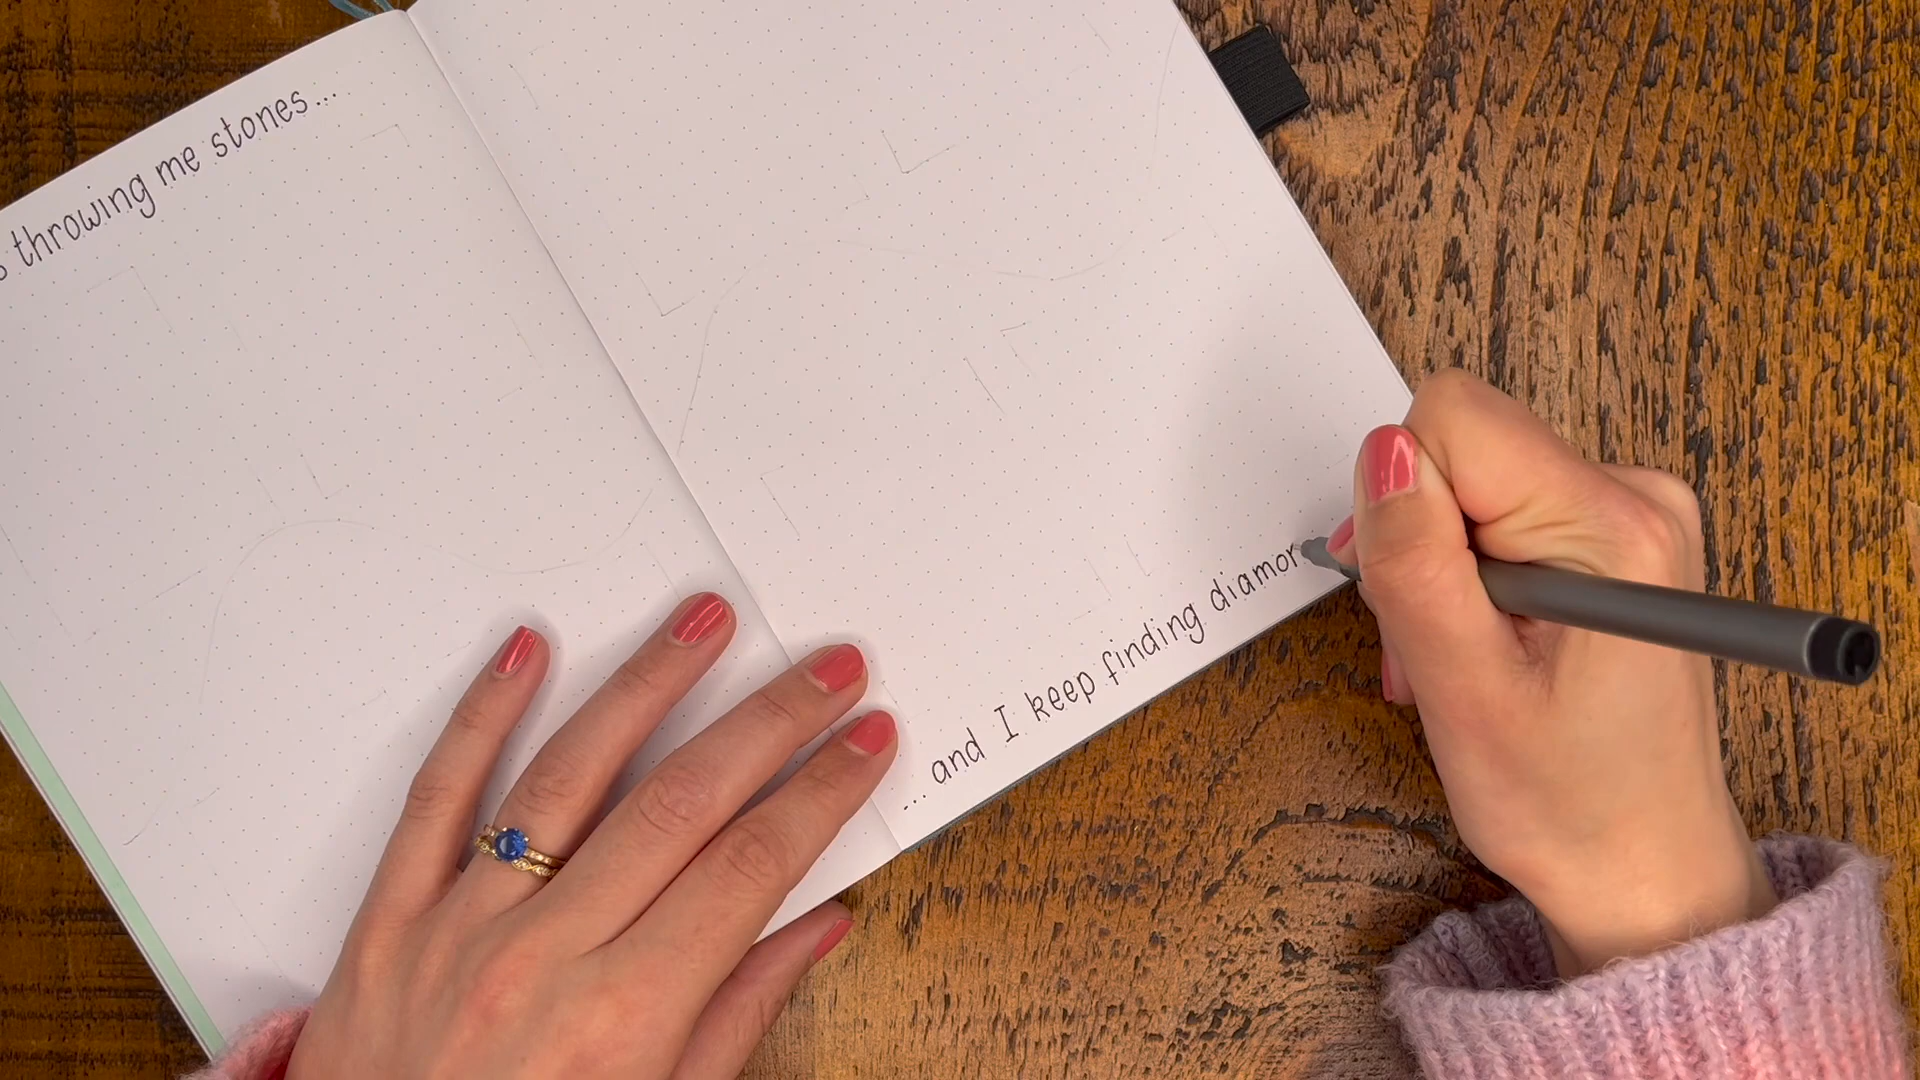 throwing me stones...
... and I keep finding diamon